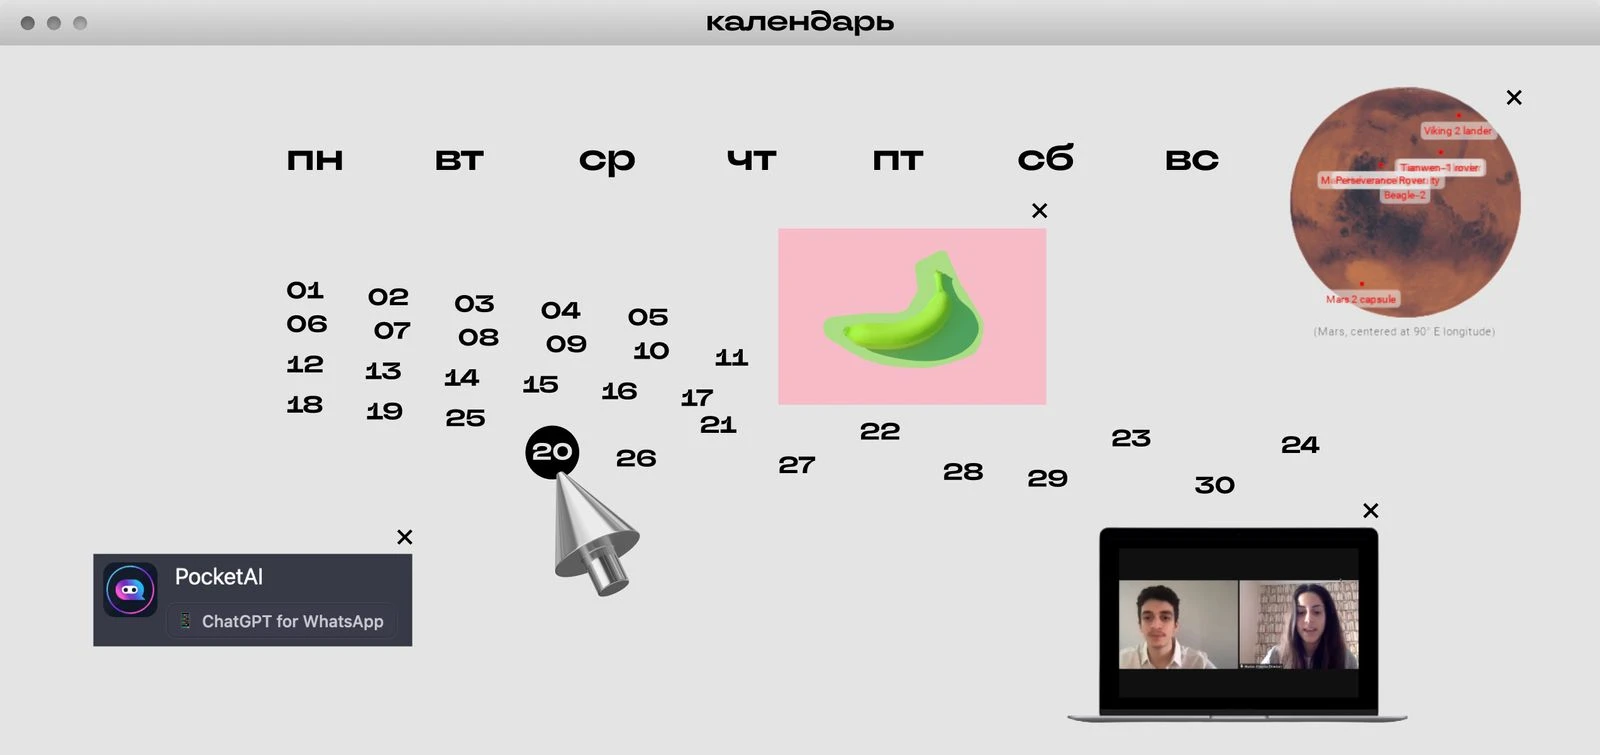 календарь
пн вт ср чт пт сб вс
Viking 2 lander
Tianwen-1 rover
Perseverance Rover
Beagle-2
Mars 2 capsule
(Mars, centered at 90° E longitude)
01 02 03 04 05
06 07 08 09 10 11
12 13 14 15 16 17
18 19 25 20 26 21 22 23 24
27 28 29 30
PocketAI
ChatGPT for WhatsApp